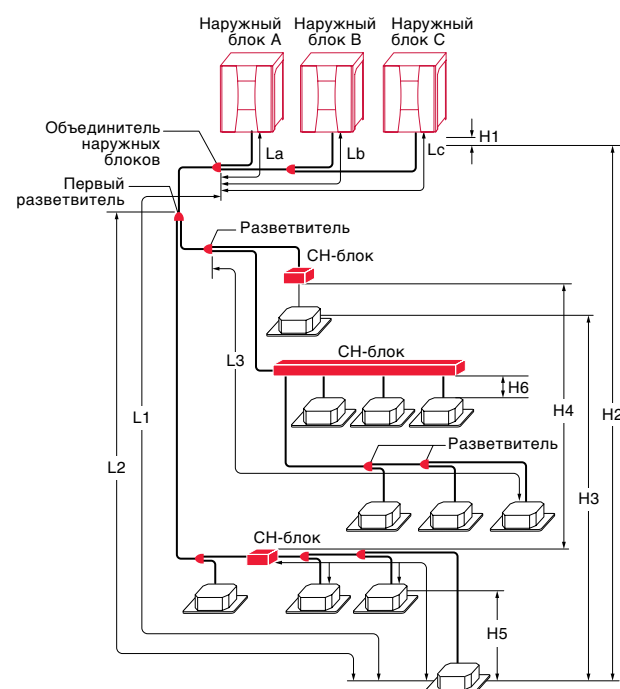 Наружный
блок A
Наружный
блок B
Наружный
блок C
H1
Объединитель
наружных
блоков
La
Lb
Lc
Первый
разветвитель
Разветвитель
CH-блок
L3
CH-блок
H6
H4
H2
L1
H3
L2
Разветвитель
CH-блок
H5